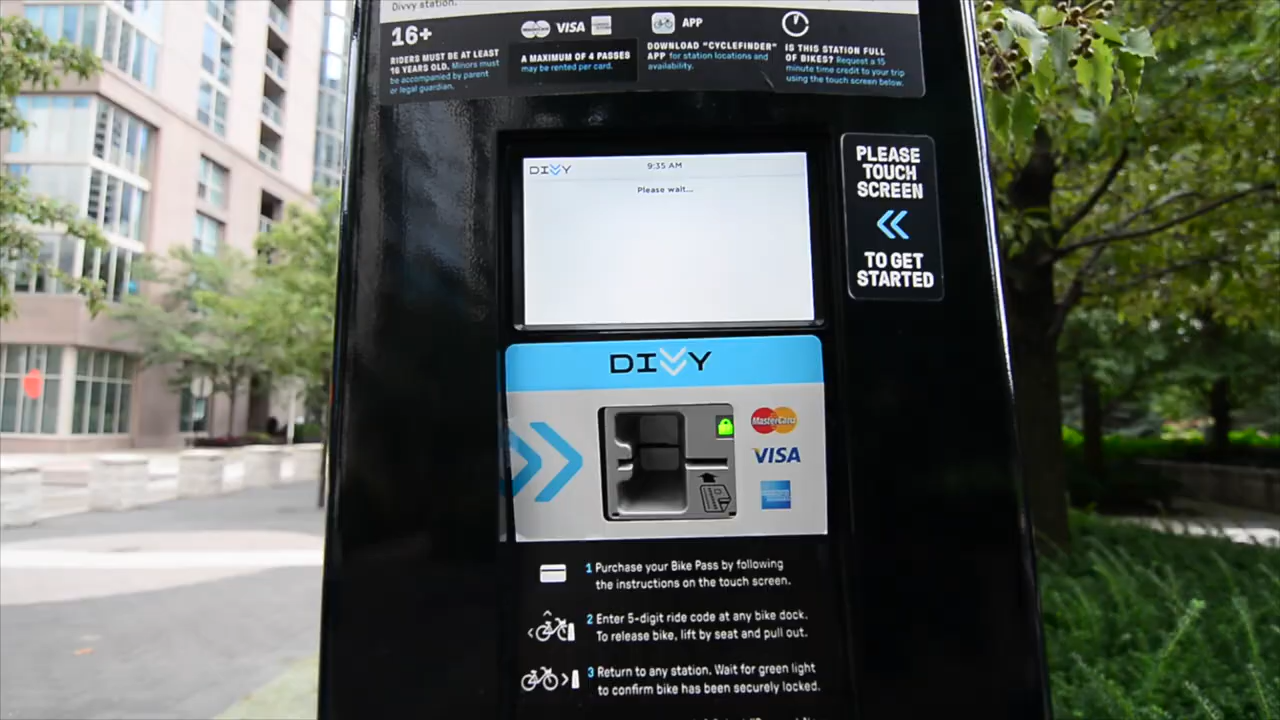 Divvy station.
16+
RIDERS MUST BE AT LEAST
16 YEARS OLD. Minors must
be accompanied by parent
or legal guardian.
MasterCard VISA
A MAXIMUM OF 4 PASSES
may be rented per card.
APP
DOWNLOAD "CYCLEFINDER"
APP for station locations and
availability.
IS THIS STATION FULL
OF BIKES? Request a 15
minute time credit to your trip
using the touch screen below.
DIVVY 9:35 AM
Please wait...
PLEASE
TOUCH
SCREEN
TO GET
STARTED
DIVVY
MasterCard
VISA
1 Purchase your Bike Pass by following
the instructions on the touch screen.
2 Enter 5-digit ride code at any bike dock.
To release bike, lift by seat and pull out.
3 Return to any station. Wait for green light
to confirm bike has been securely locked.